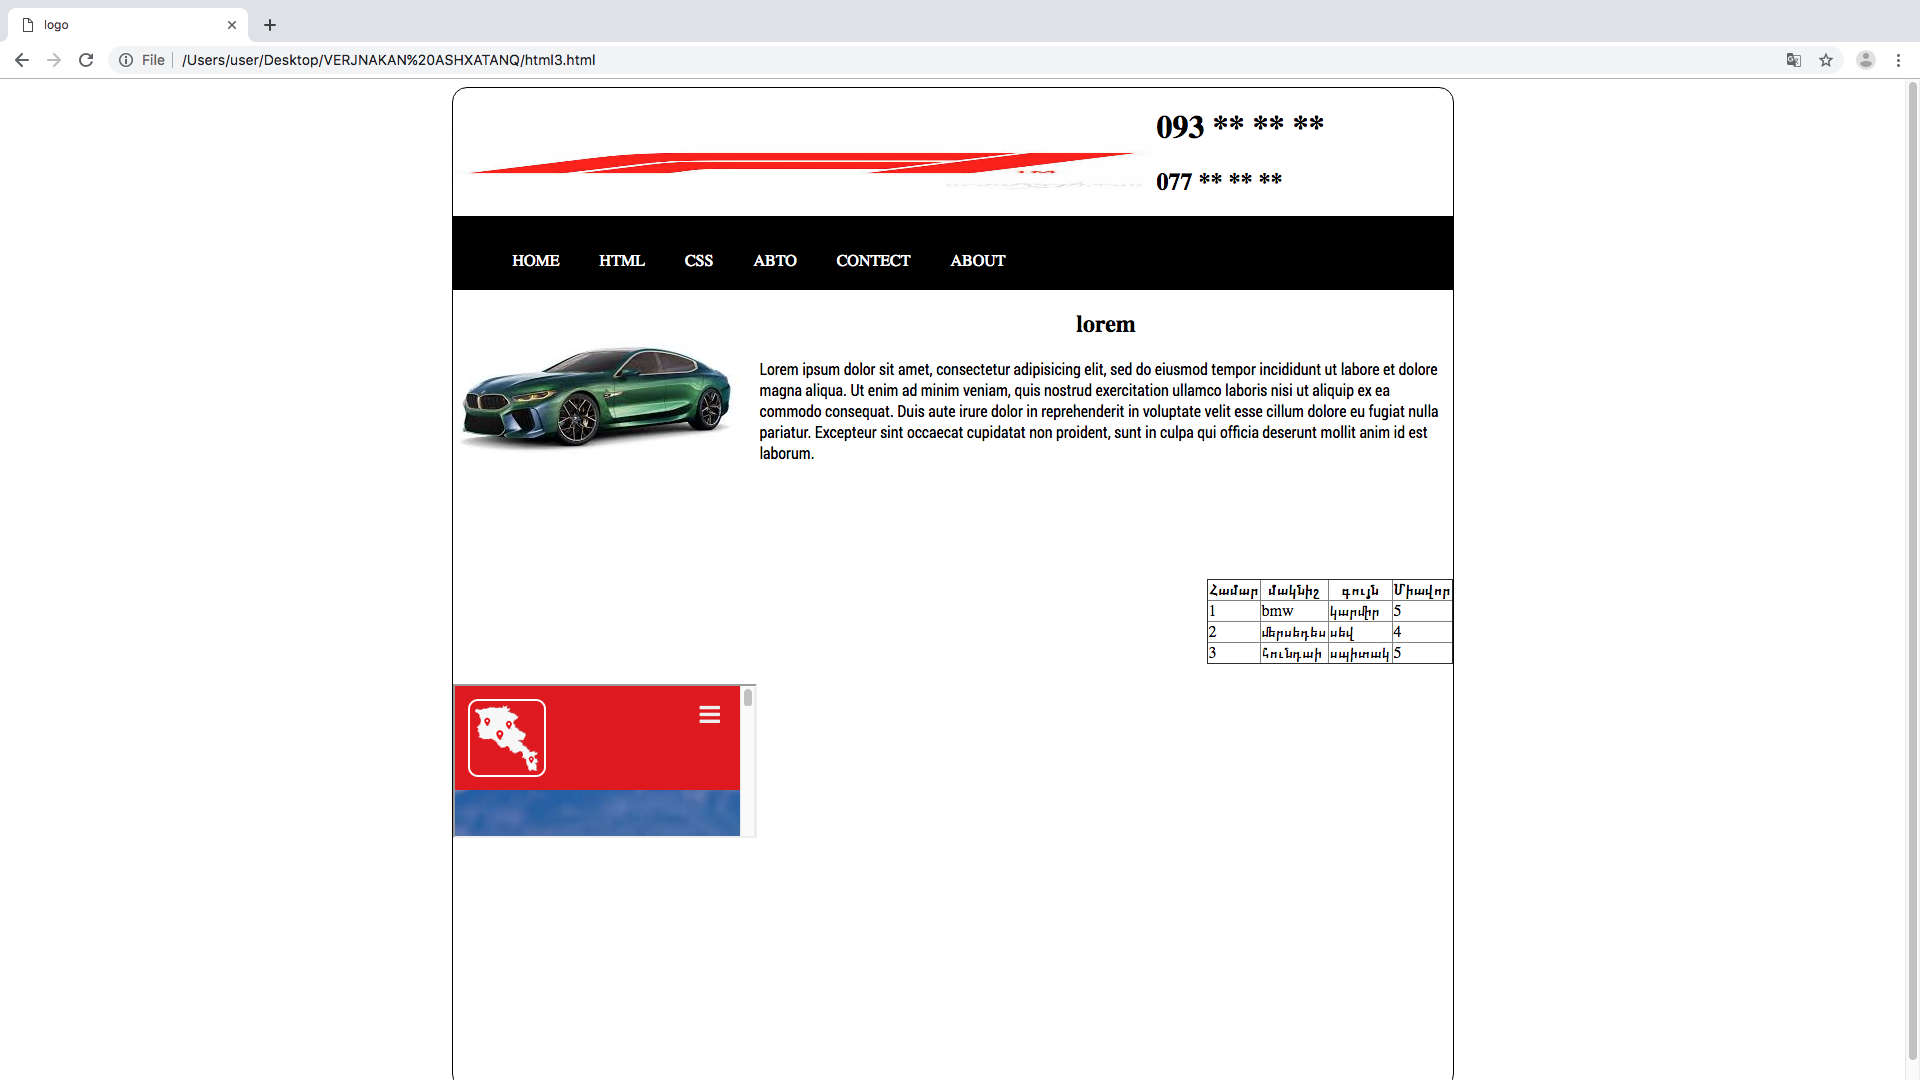 logo
File
/Users/user/Desktop/VERJNAKAN%20ASHXATANQ/html3.html
093 ** ** **
077 ** ** **
HOME HTML CSS ABTO CONTECT ABOUT
lorem
Lorem ipsum dolor sit amet, consectetur adipisicing elit, sed do eiusmod tempor incididunt ut labore et dolore
magna aliqua. Ut enim ad minim veniam, quis nostrud exercitation ullamco laboris nisi ut aliquip ex ea
commodo consequat. Duis aute irure dolor in reprehenderit in voluptate velit esse cillum dolore eu fugiat nulla
pariatur. Excepteur sint occaecat cupidatat non proident, sunt in culpa qui officia deserunt mollit anim id est
laborum.
Համար մակնիշ գույն Միավոր
1 bmw կարմիր 5
2 մերսեդես սեվ 4
3 հունդաի սպիտակ 5